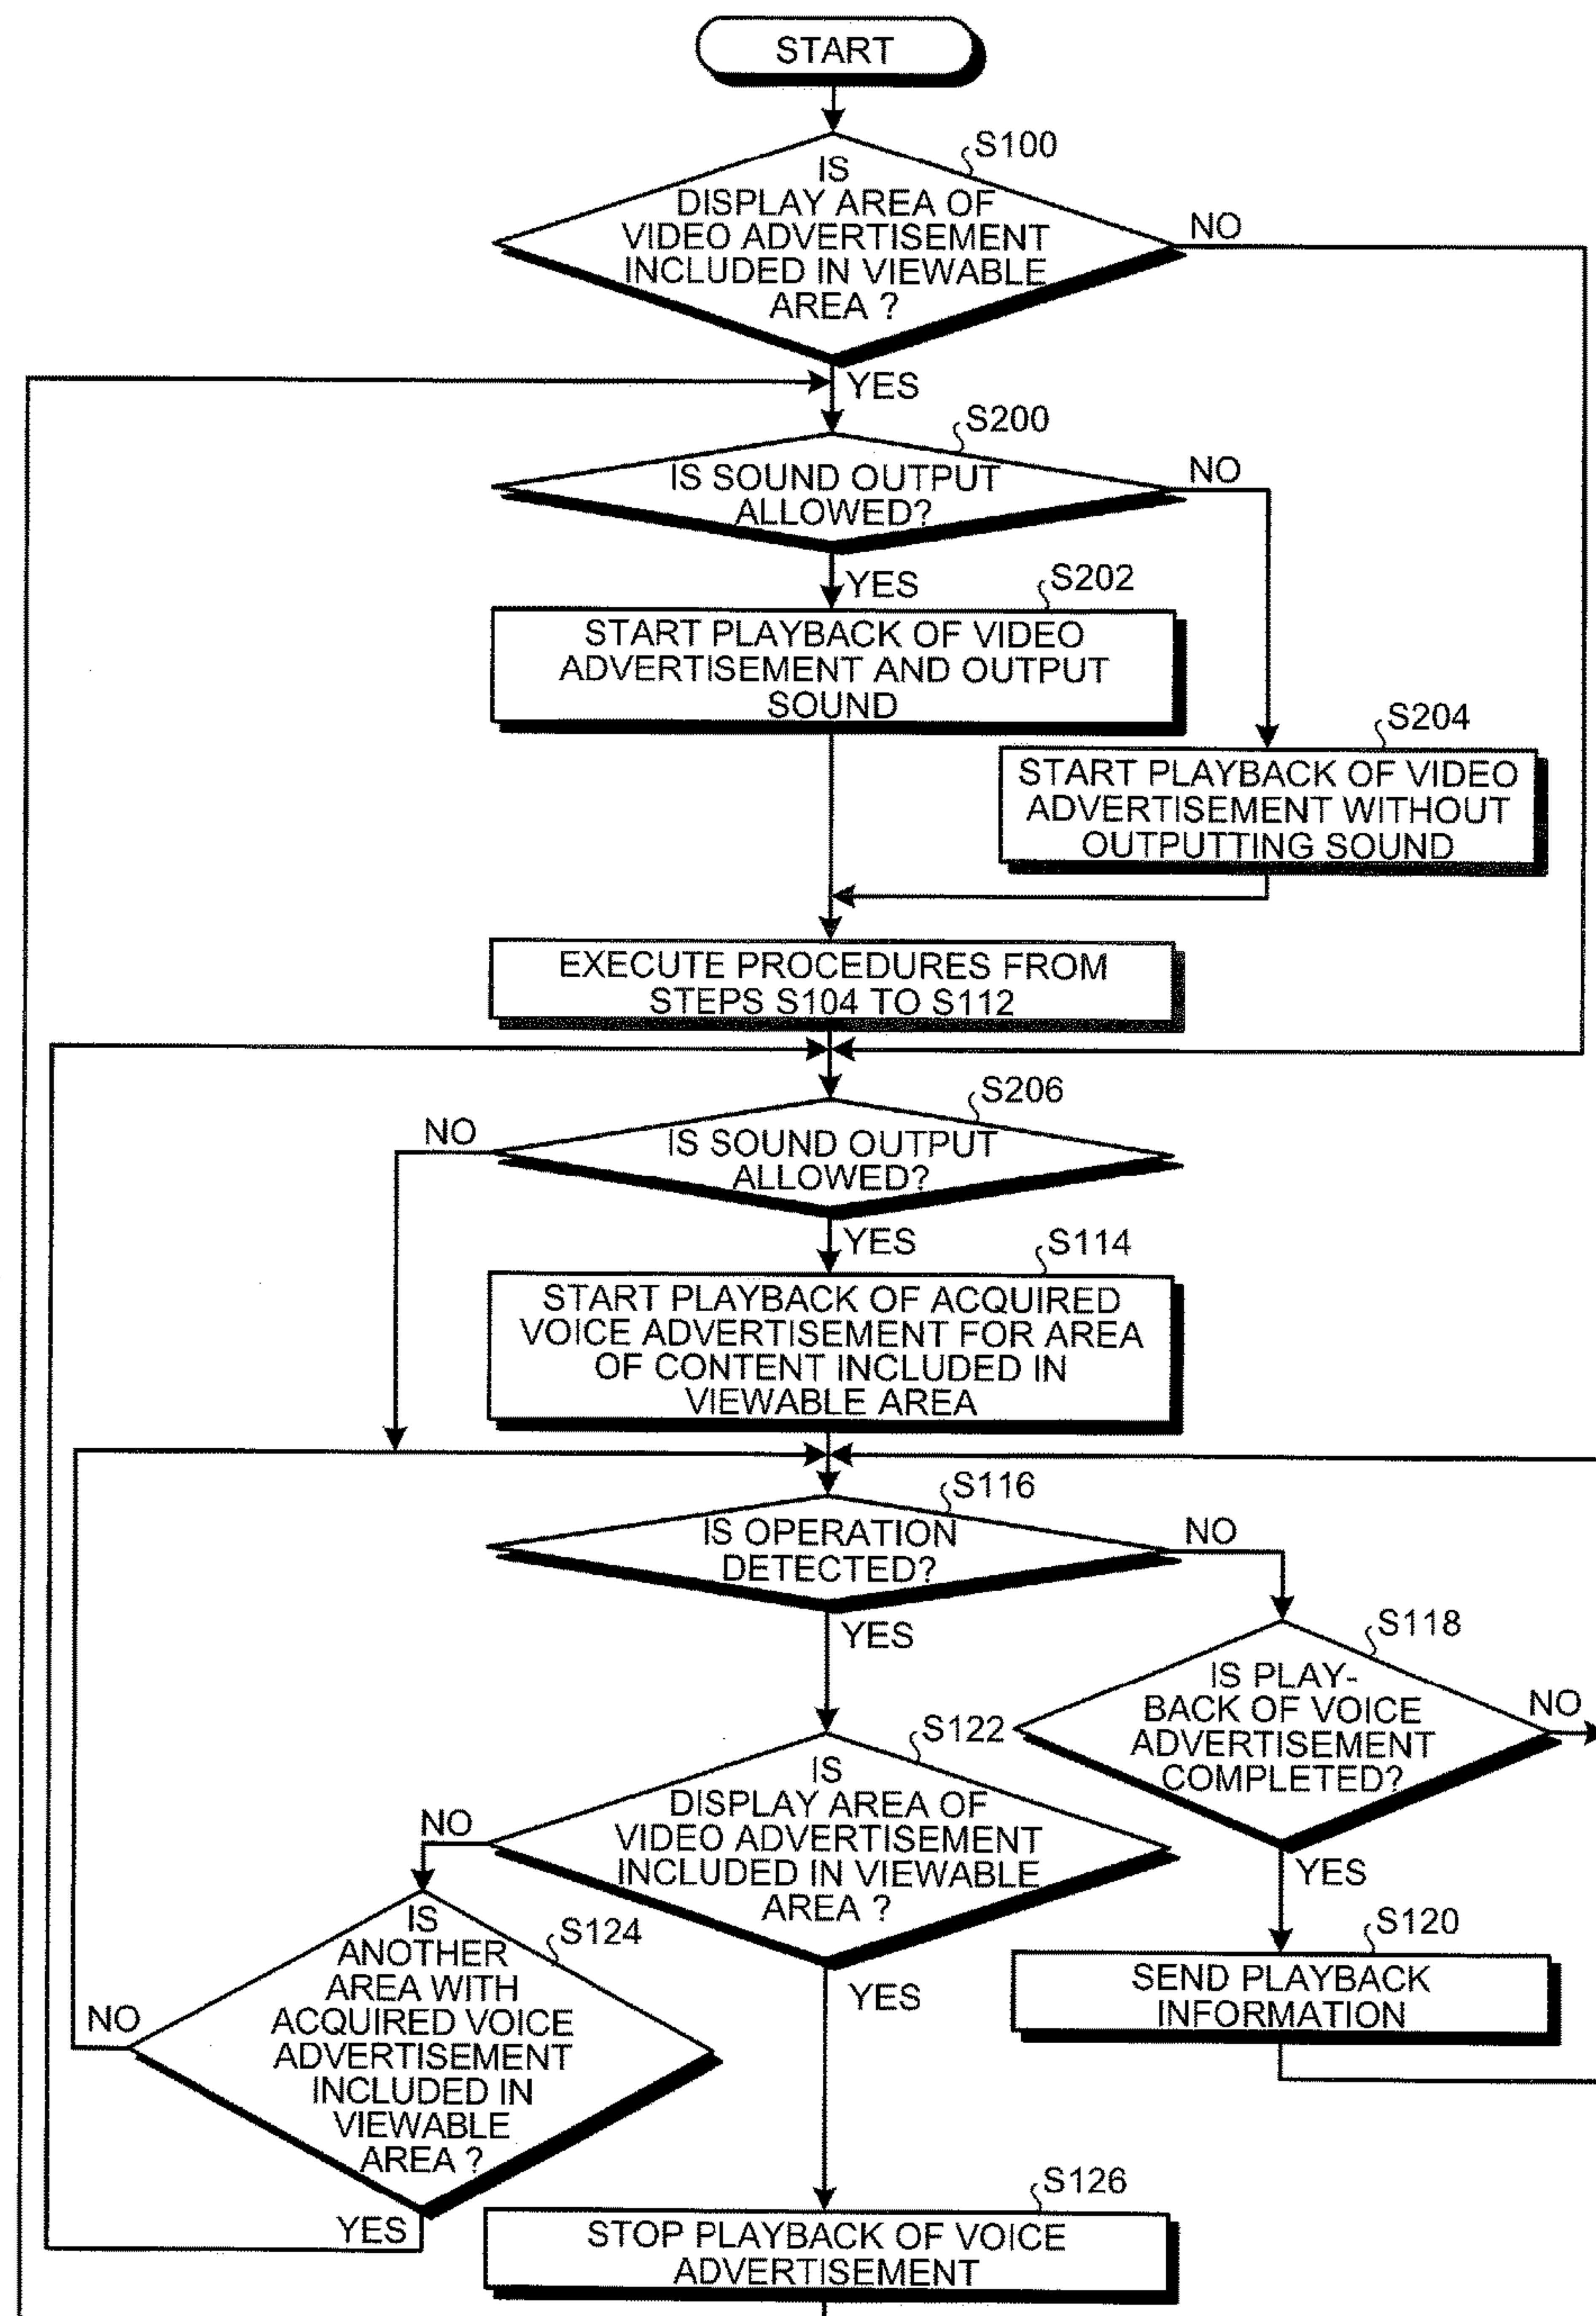 START
S100
IS
DISPLAY AREA OF
VIDEO ADVERTISEMENT
INCLUDED IN VIEWABLE
AREA ?
NO
YES
S200
IS SOUND OUTPUT
ALLOWED?
NO
YES
S202
START PLAYBACK OF VIDEO
ADVERTISEMENT AND OUTPUT
SOUND
S204
START PLAYBACK OF VIDEO
ADVERTISEMENT WITHOUT
OUTPUTTING SOUND
EXECUTE PROCEDURES FROM
STEPS S104 TO S112
S206
NO
IS SOUND OUTPUT
ALLOWED?
YES
S114
START PLAYBACK OF ACQUIRED
VOICE ADVERTISEMENT FOR AREA
OF CONTENT INCLUDED IN
VIEWABLE AREA
S116
IS OPERATION
DETECTED?
NO
YES
S118
IS PLAY-
BACK OF VOICE
ADVERTISEMENT
COMPLETED?
NO
YES
S122
IS
DISPLAY AREA OF
VIDEO ADVERTISEMENT
INCLUDED IN VIEWABLE
AREA ?
NO
YES
S120
SEND PLAYBACK
INFORMATION
S124
IS
ANOTHER
AREA WITH
ACQUIRED VOICE
ADVERTISEMENT
INCLUDED IN
VIEWABLE
AREA ?
NO
YES
S126
STOP PLAYBACK OF VOICE
ADVERTISEMENT